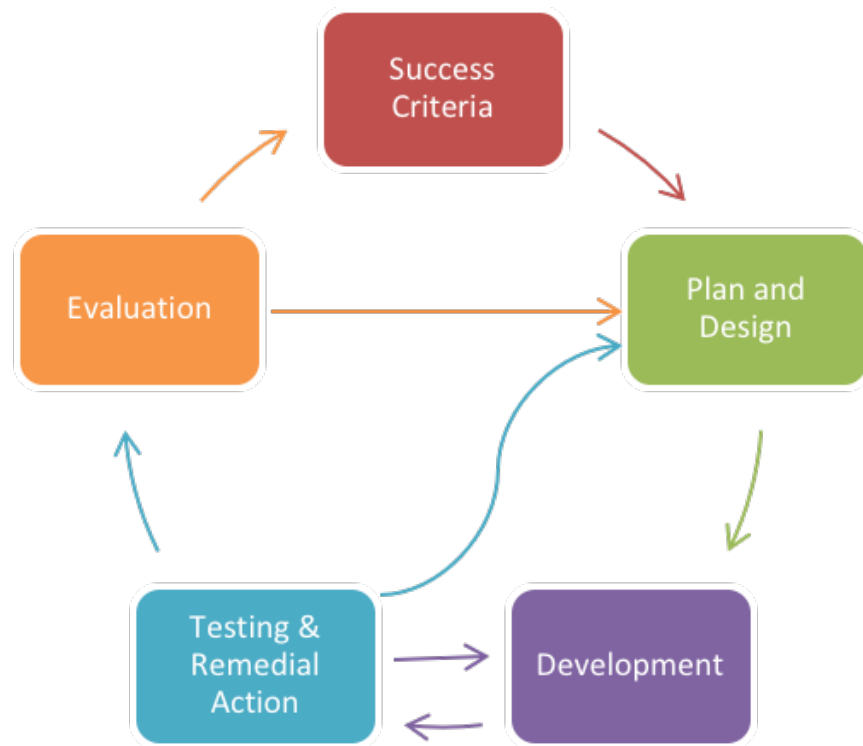 Success
Criteria
Evaluation
Plan and
Design
Testing &
Remedial
Action
Development